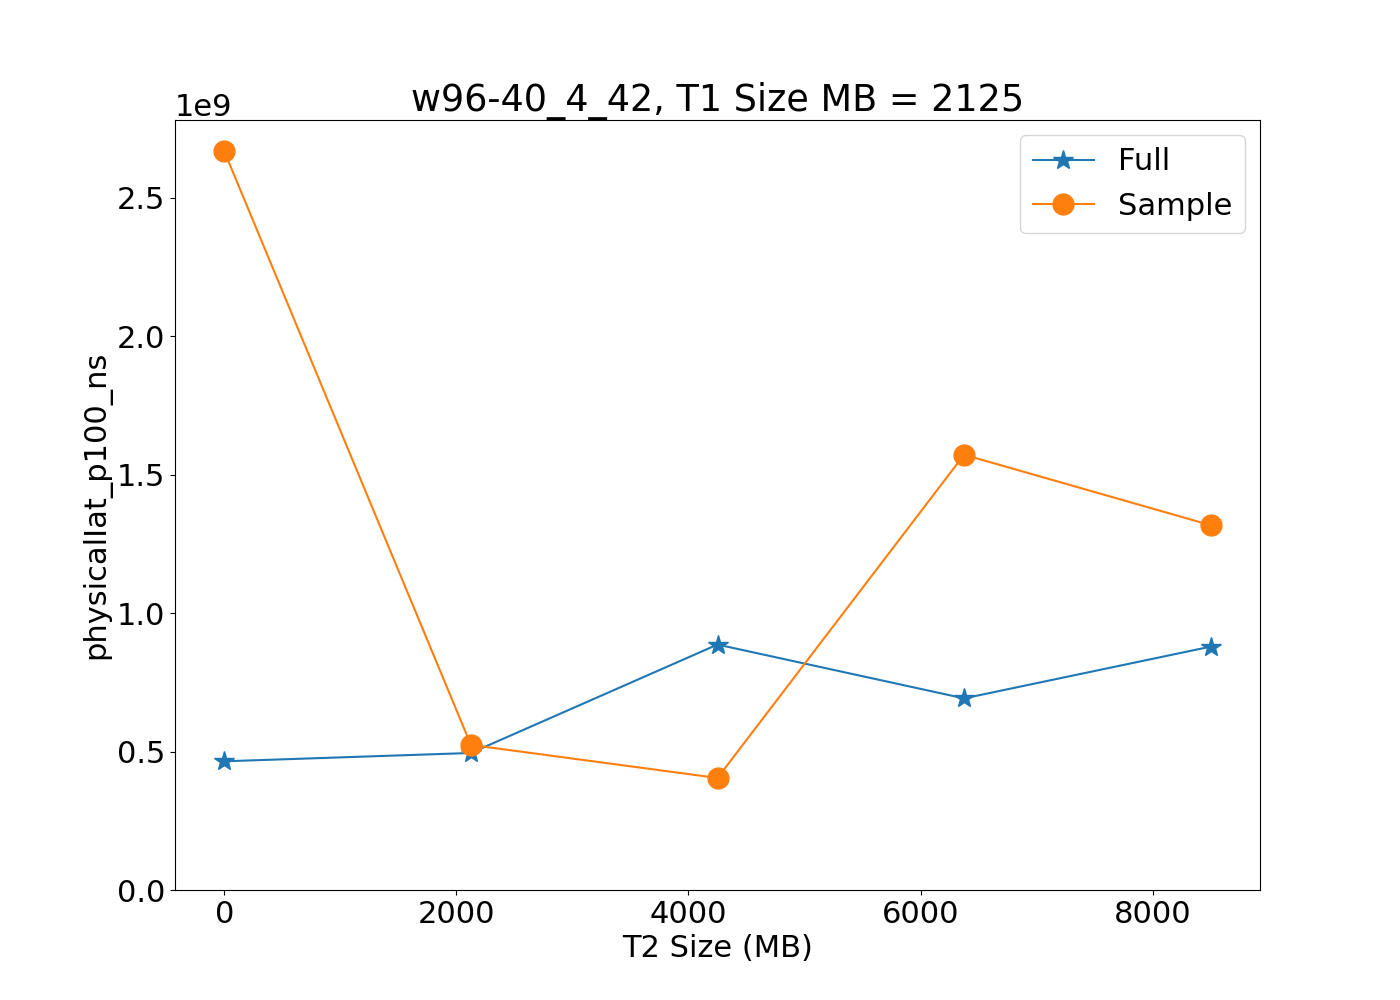 w96-40_4_42, T1 Size MB = 2125
1e9
Full
Sample
2.5
2.0
1.5
1.0
0.5
0.0
physicallat_p100_ns
0 2000 4000 6000 8000
T2 Size (MB)